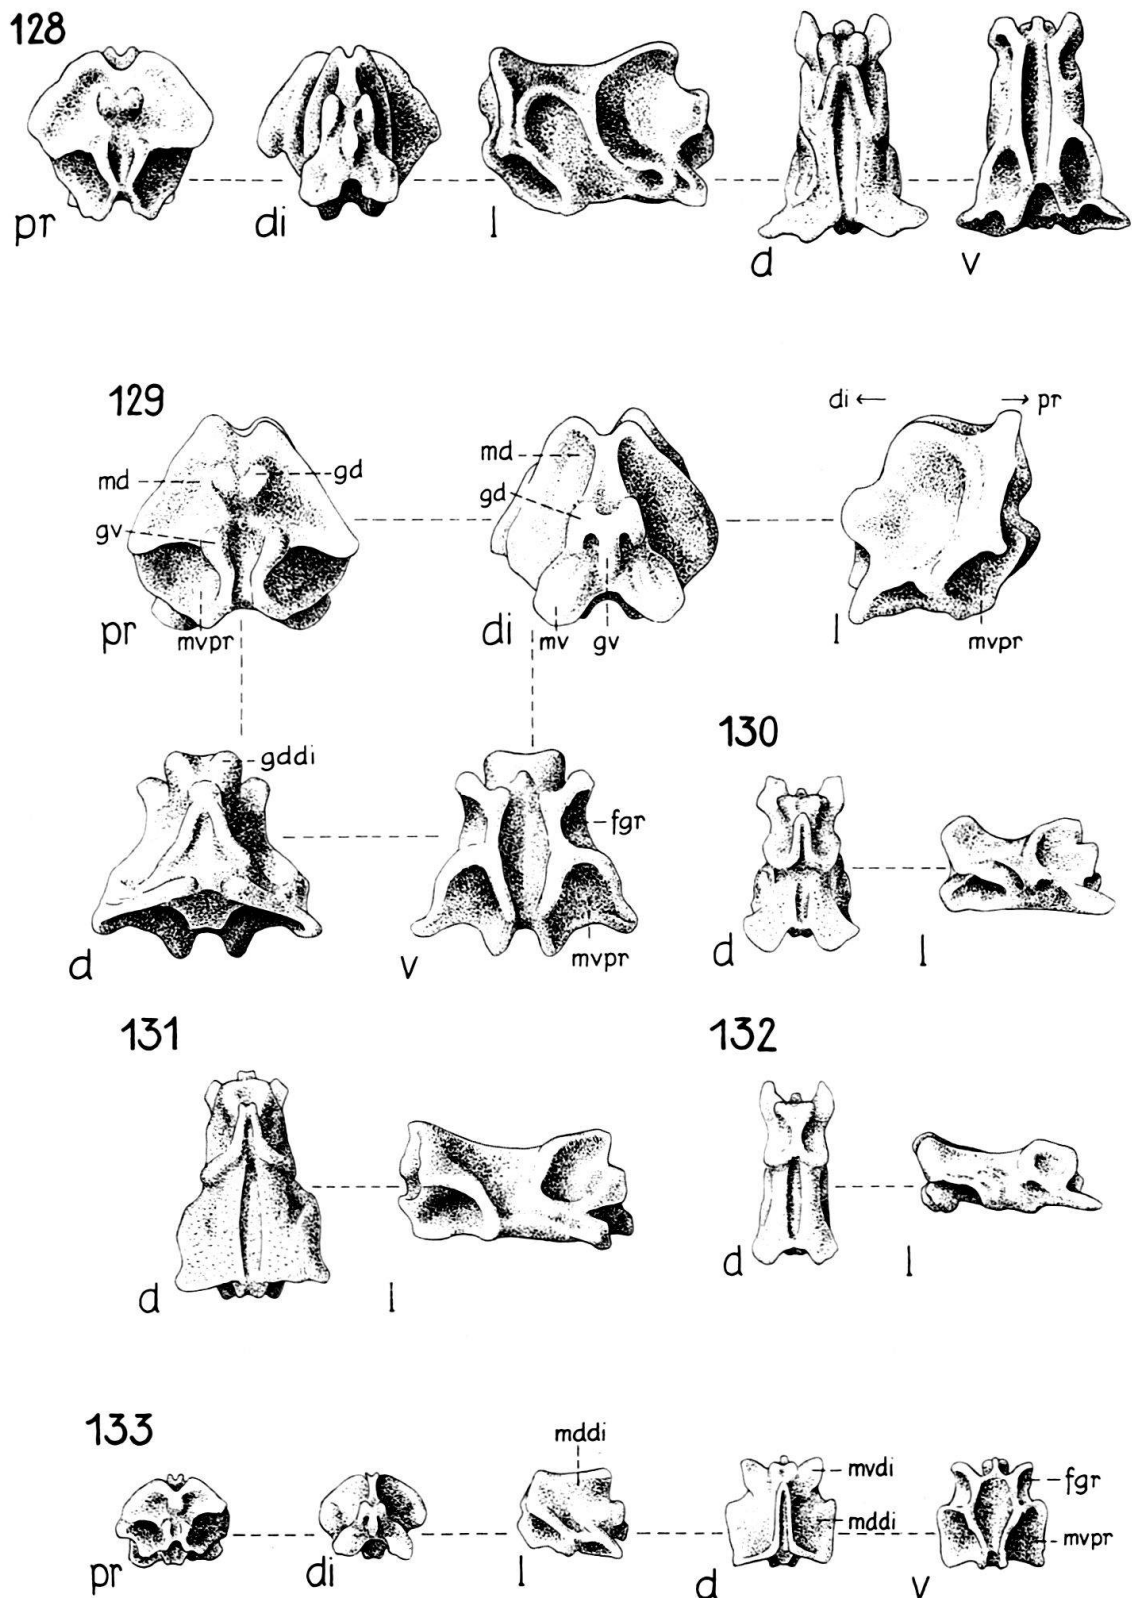 128
pr di l d v
129
di ← → pr
md gd md
gd
gv
pr mvpr di mv gv l mvpr
130
gddi
fgr
d v mvpr d l
131 132
d l d l
133
mddi
mvdi fgr
mddi mvpr
pr di l d v